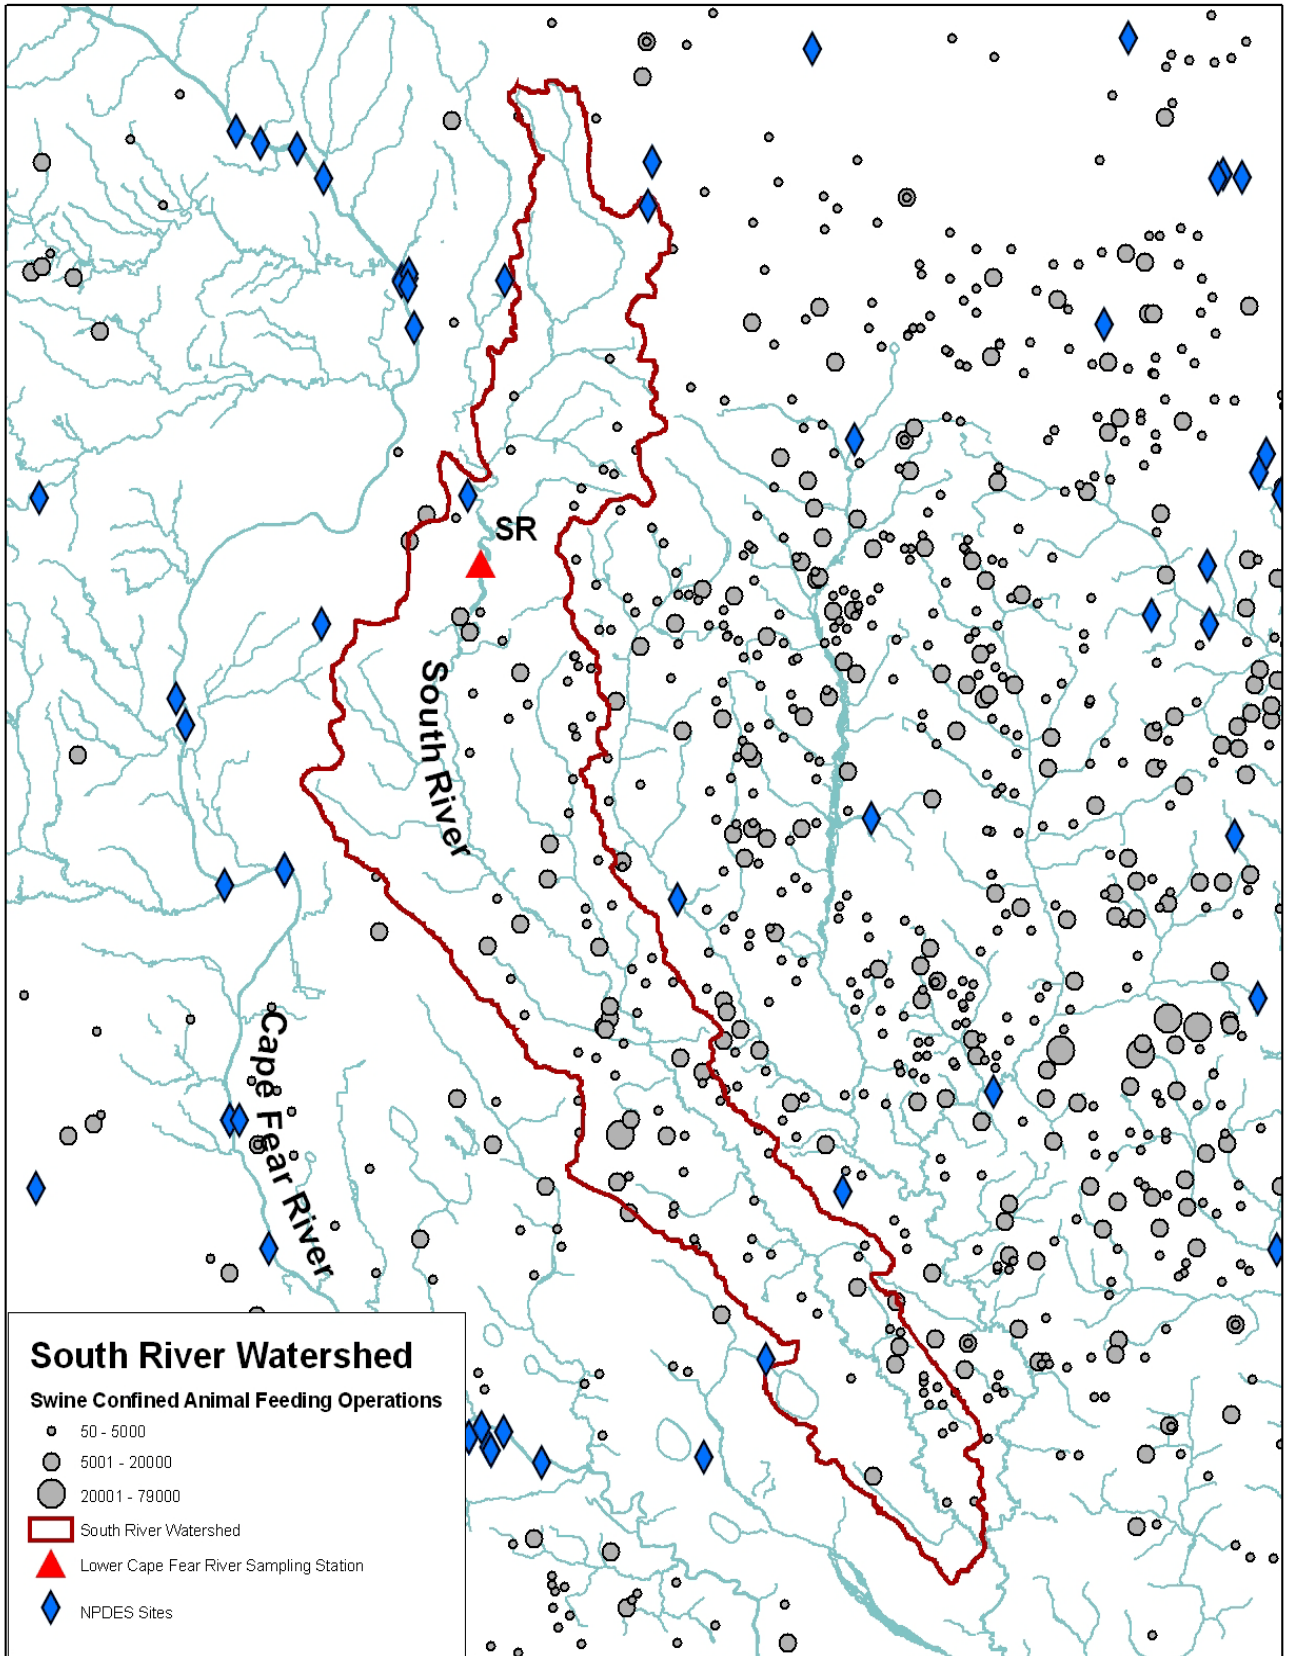 SR
South River
Cape Fear River
South River Watershed
Swine Confined Animal Feeding Operations
50 - 5000
5001 - 20000
20001 - 79000
South River Watershed
Lower Cape Fear River Sampling Station
NPDES Sites